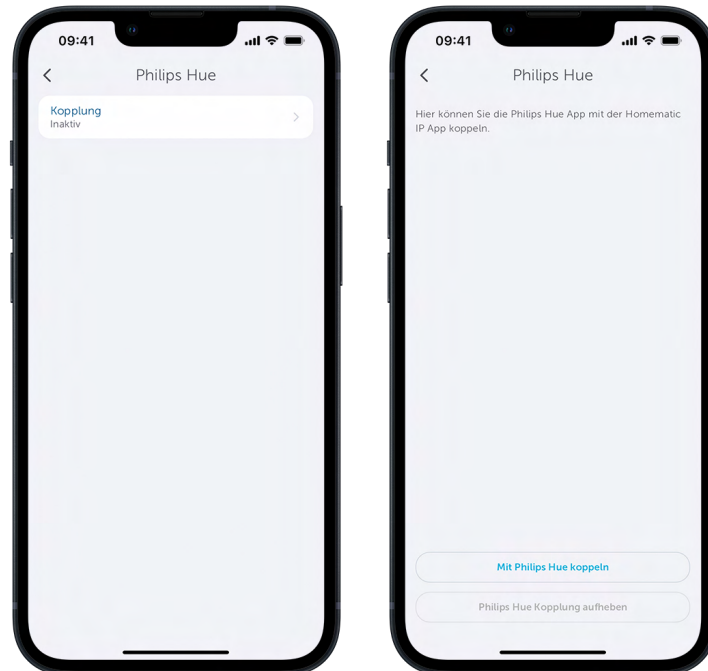 09:41
Philips Hue
Kopplung
Inaktiv
09:41
Philips Hue
Hier können Sie die Philips Hue App mit der Homematic
IP App koppeln.
Mit Philips Hue koppeln
Philips Hue Kopplung aufheben